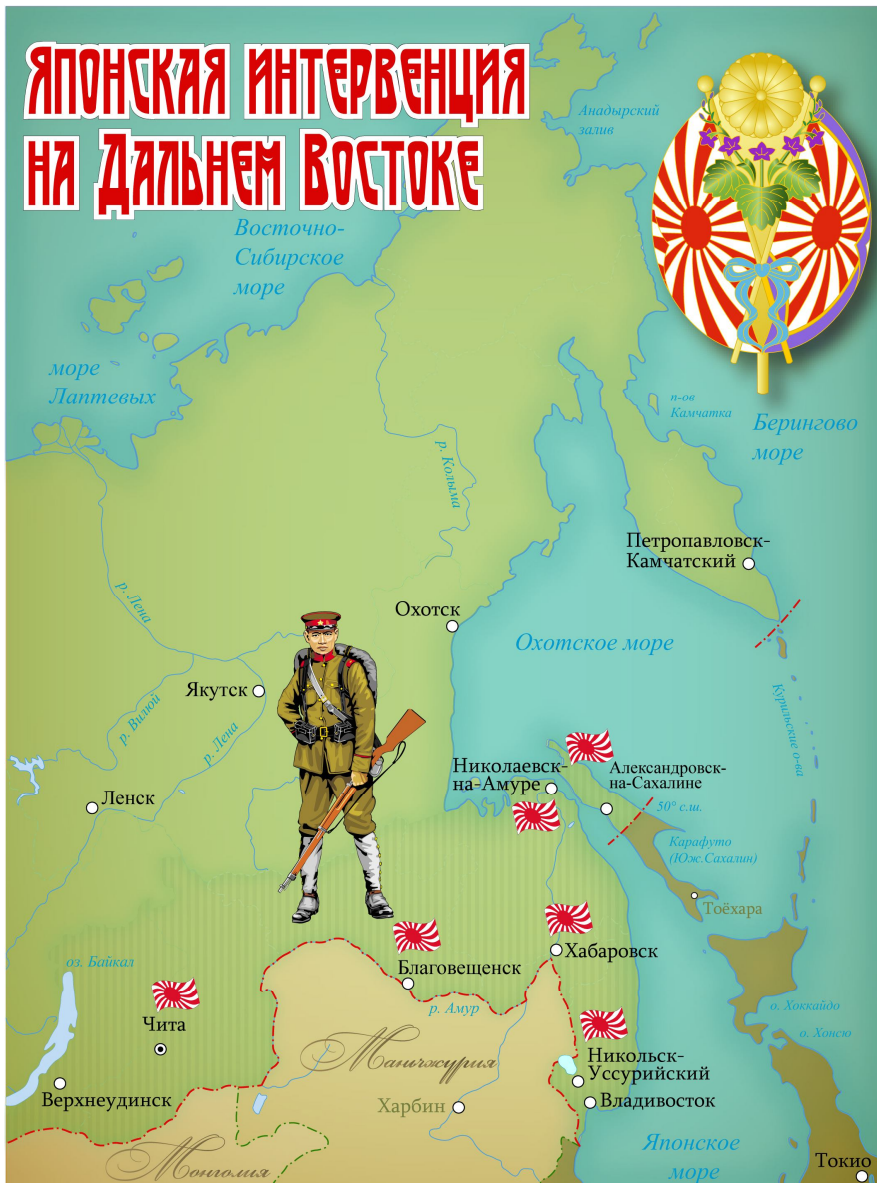 Японская интервенция
на Дальнем Востоке
Анадырский
залив
Восточно-
Сибирское
море
море
Лаптевых
п-ов
Камчатка
Берингово
море
р. Колыма
Петропавловск-
Камчатский
р. Лена
Охотск
Охотское море
Якутск
р. Вилюй
р. Лена
Курильские о-ва
Николаевск-
на-Амуре
Александровск-
на-Сахалине
Ленск
50° с.ш.
Карафуто
(Юж.Сахалин)
Тоёхара
Хабаровск
оз. Байкал
Благовещенск
р. Амур
о. Хоккайдо
о. Хонсю
Чита
Маньчжурия
Никольск-
Уссурийский
Верхнеудинск
Харбин
Владивосток
Японское
море
Монголия
Токио